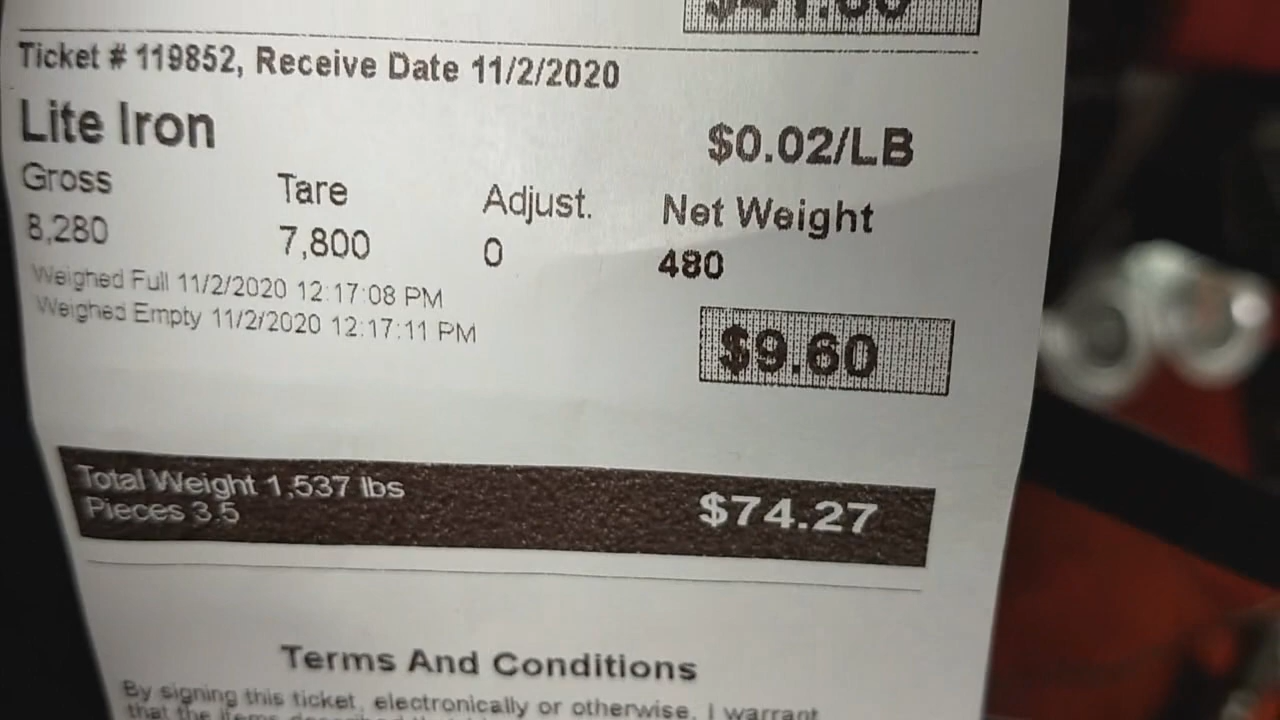 Ticket # 119852, Receive Date 11/2/2020
Lite Iron $0.02/LB
Gross Tare Adjust. Net Weight
8,280 7,800 0 480
Weighed Full 11/2/2020 12:17:08 PM
Weighed Empty 11/2/2020 12:17:11 PM
$9.60
Total Weight 1,537 lbs
Pieces 3.5 $74.27
Terms And Conditions
By signing this ticket, electronically or otherwise, I warrant
that the items